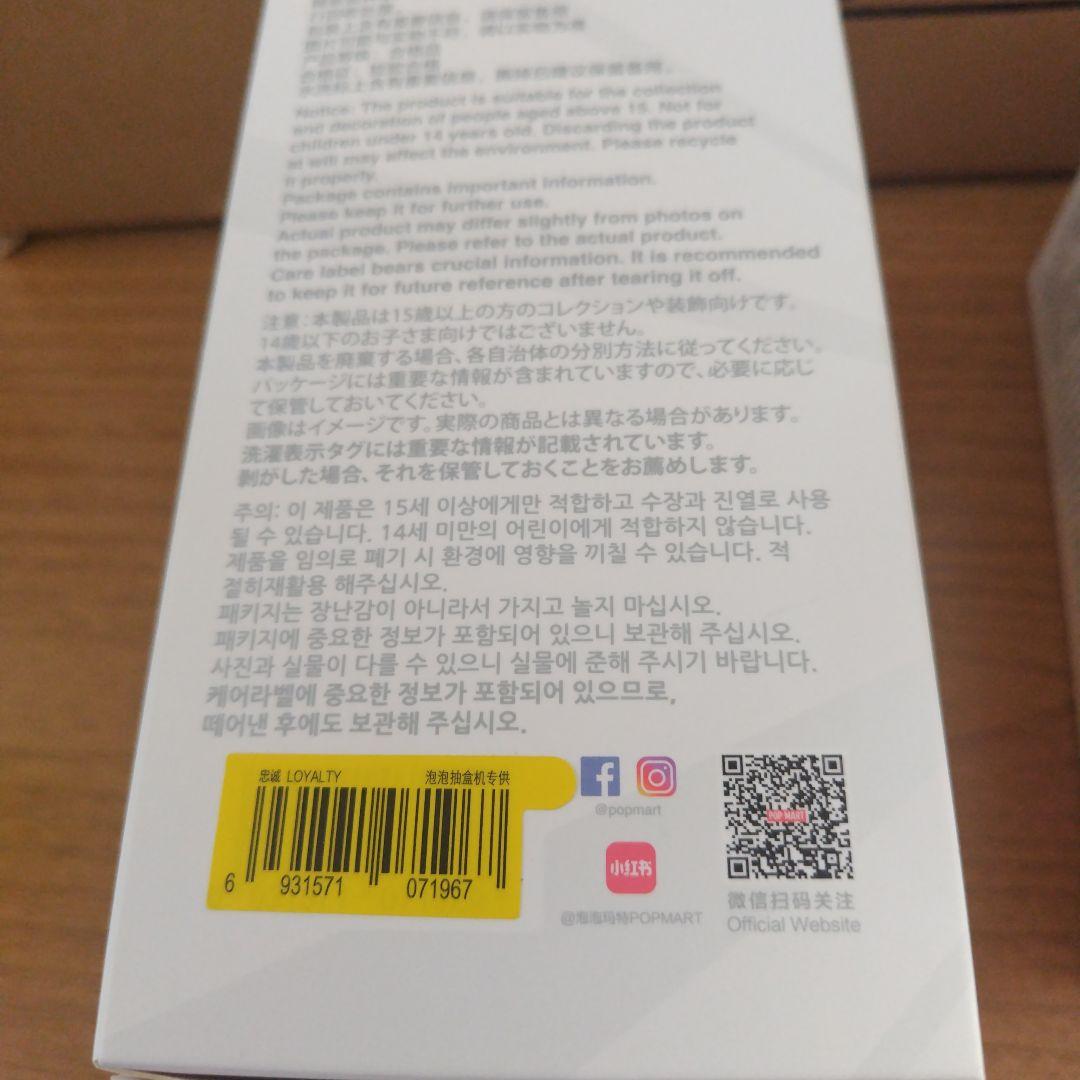 Notice: The product is suitable for the collection
and decoration of people aged above 15. Not for
children under 14 years old. Discarding the product
at will may affect the environment. Please recycle
it properly.
Package contains important information.
Please keep it for further use.
Actual product may differ slightly from photos on
the package. Please refer to the actual product.
Care label bears crucial information. It is recommended
to keep it for future reference after tearing it off.
注意：本製品は15歳以上の方のコレクションや装飾向けです。
14歳以下のお子さま向けではございません。
本製品を廃棄する場合、各自治体の分別方法に従ってください。
パッケージには重要な情報が含まれていますので、必要に応じ
て保管しておいてください。
画像はイメージです。実際の商品とは異なる場合があります。
洗濯表示タグには重要な情報が記載されています。
剥がした場合、それを保管しておくことをお薦めします。
주의: 이 제품은 15세 이상에게만 적합하고 수장과 진열로 사용
될 수 있습니다. 14세 미만의 어린이에게 적합하지 않습니다.
제품을 임의로 폐기 시 환경에 영향을 끼칠 수 있습니다. 적
절히재활용 해주십시오.
패키지는 장난감이 아니라서 가지고 놀지 마십시오.
패키지에 중요한 정보가 포함되어 있으니 보관해 주십시오.
사진과 실물이 다를 수 있으니 실물에 준해 주시기 바랍니다.
케어라벨에 중요한 정보가 포함되어 있으므로,
떼어낸 후에도 보관해 주십시오.
忠诚 LOYALTY 泡泡抽盒机专供
6 931571 071967
@popmart
小红书
@泡泡玛特POPMART
POP MART
微信扫码关注
Official Website